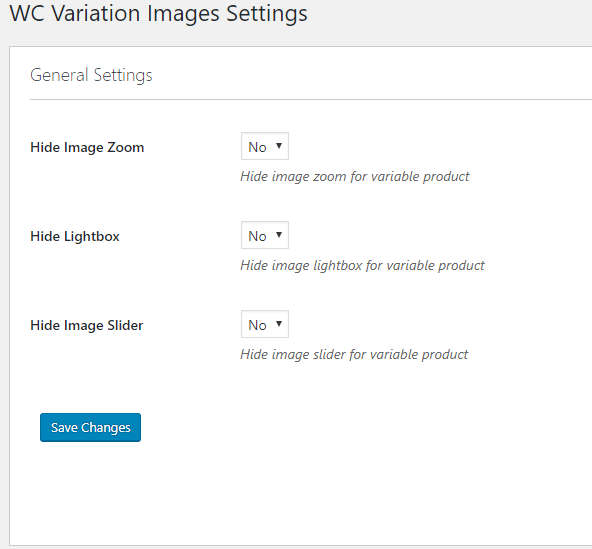 WC Variation Images Settings
General Settings
Hide Image Zoom
No
Hide image zoom for variable product
Hide Lightbox
No
Hide image lightbox for variable product
Hide Image Slider
No
Hide image slider for variable product
Save Changes